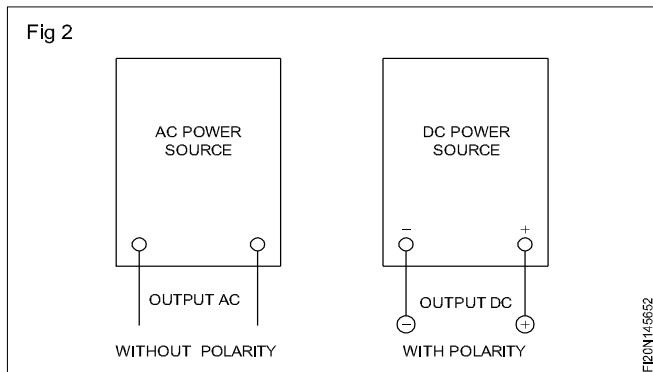 Fig 2
AC POWER
SOURCE
OUTPUT AC
WITHOUT POLARITY
DC POWER
SOURCE
- +
OUTPUT DC
- +
WITH POLARITY
FI20N145652